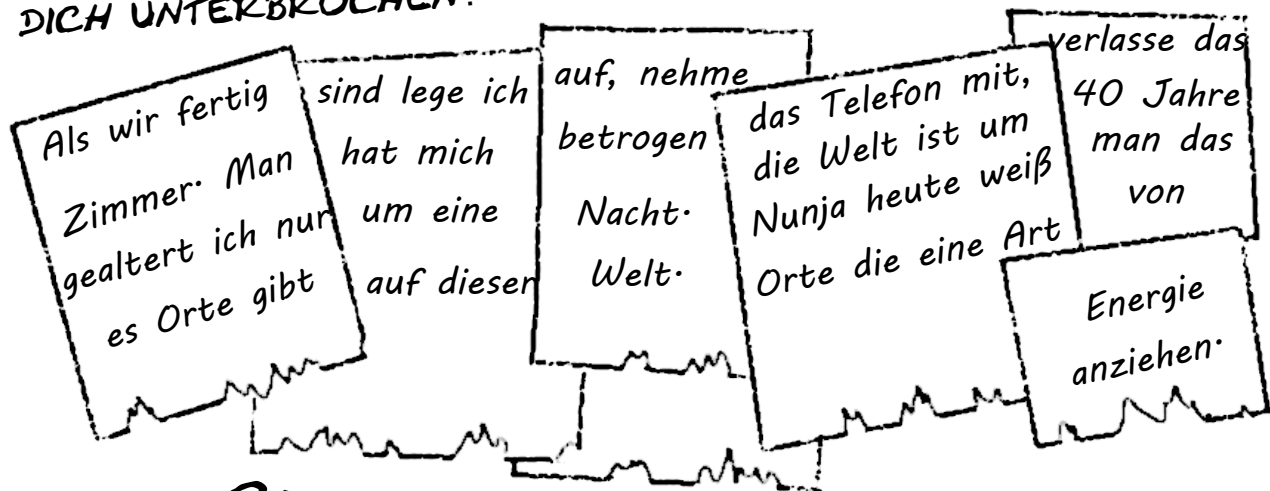 DICH UNTERBROCHEN!
Als wir fertig sind lege ich auf, nehme das Telefon mit, verlasse das
Zimmer. Man hat mich betrogen die Welt ist um 40 Jahre
gealtert ich nur um eine Nacht. Nunja heute weiß man das
es Orte gibt auf dieser Welt. Orte die eine Art von
Energie
anziehen.